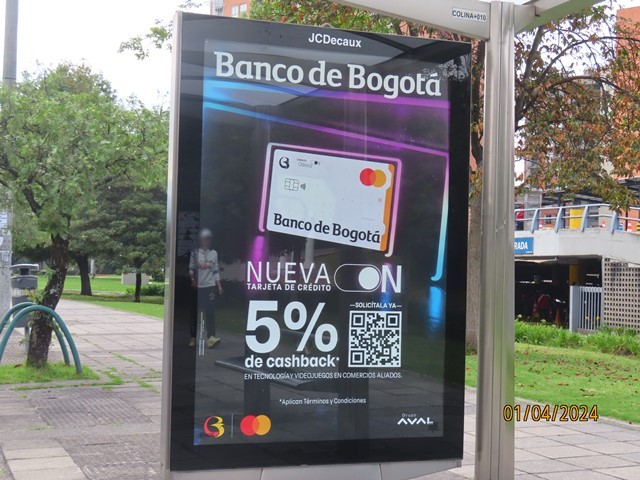 COLINA+010
JCDecaux
Banco de Bogotá
Banco de Bogotá
NUEVA ON
TARJETA DE CRÉDITO
5%
de cashback*
—SOLICÍTALA YA—
EN TECNOLOGÍA Y VIDEOJUEGOS EN COMERCIOS ALIADOS.
*Aplican Términos y Condiciones
Grupo
AVAL
RADA
01/04/2024